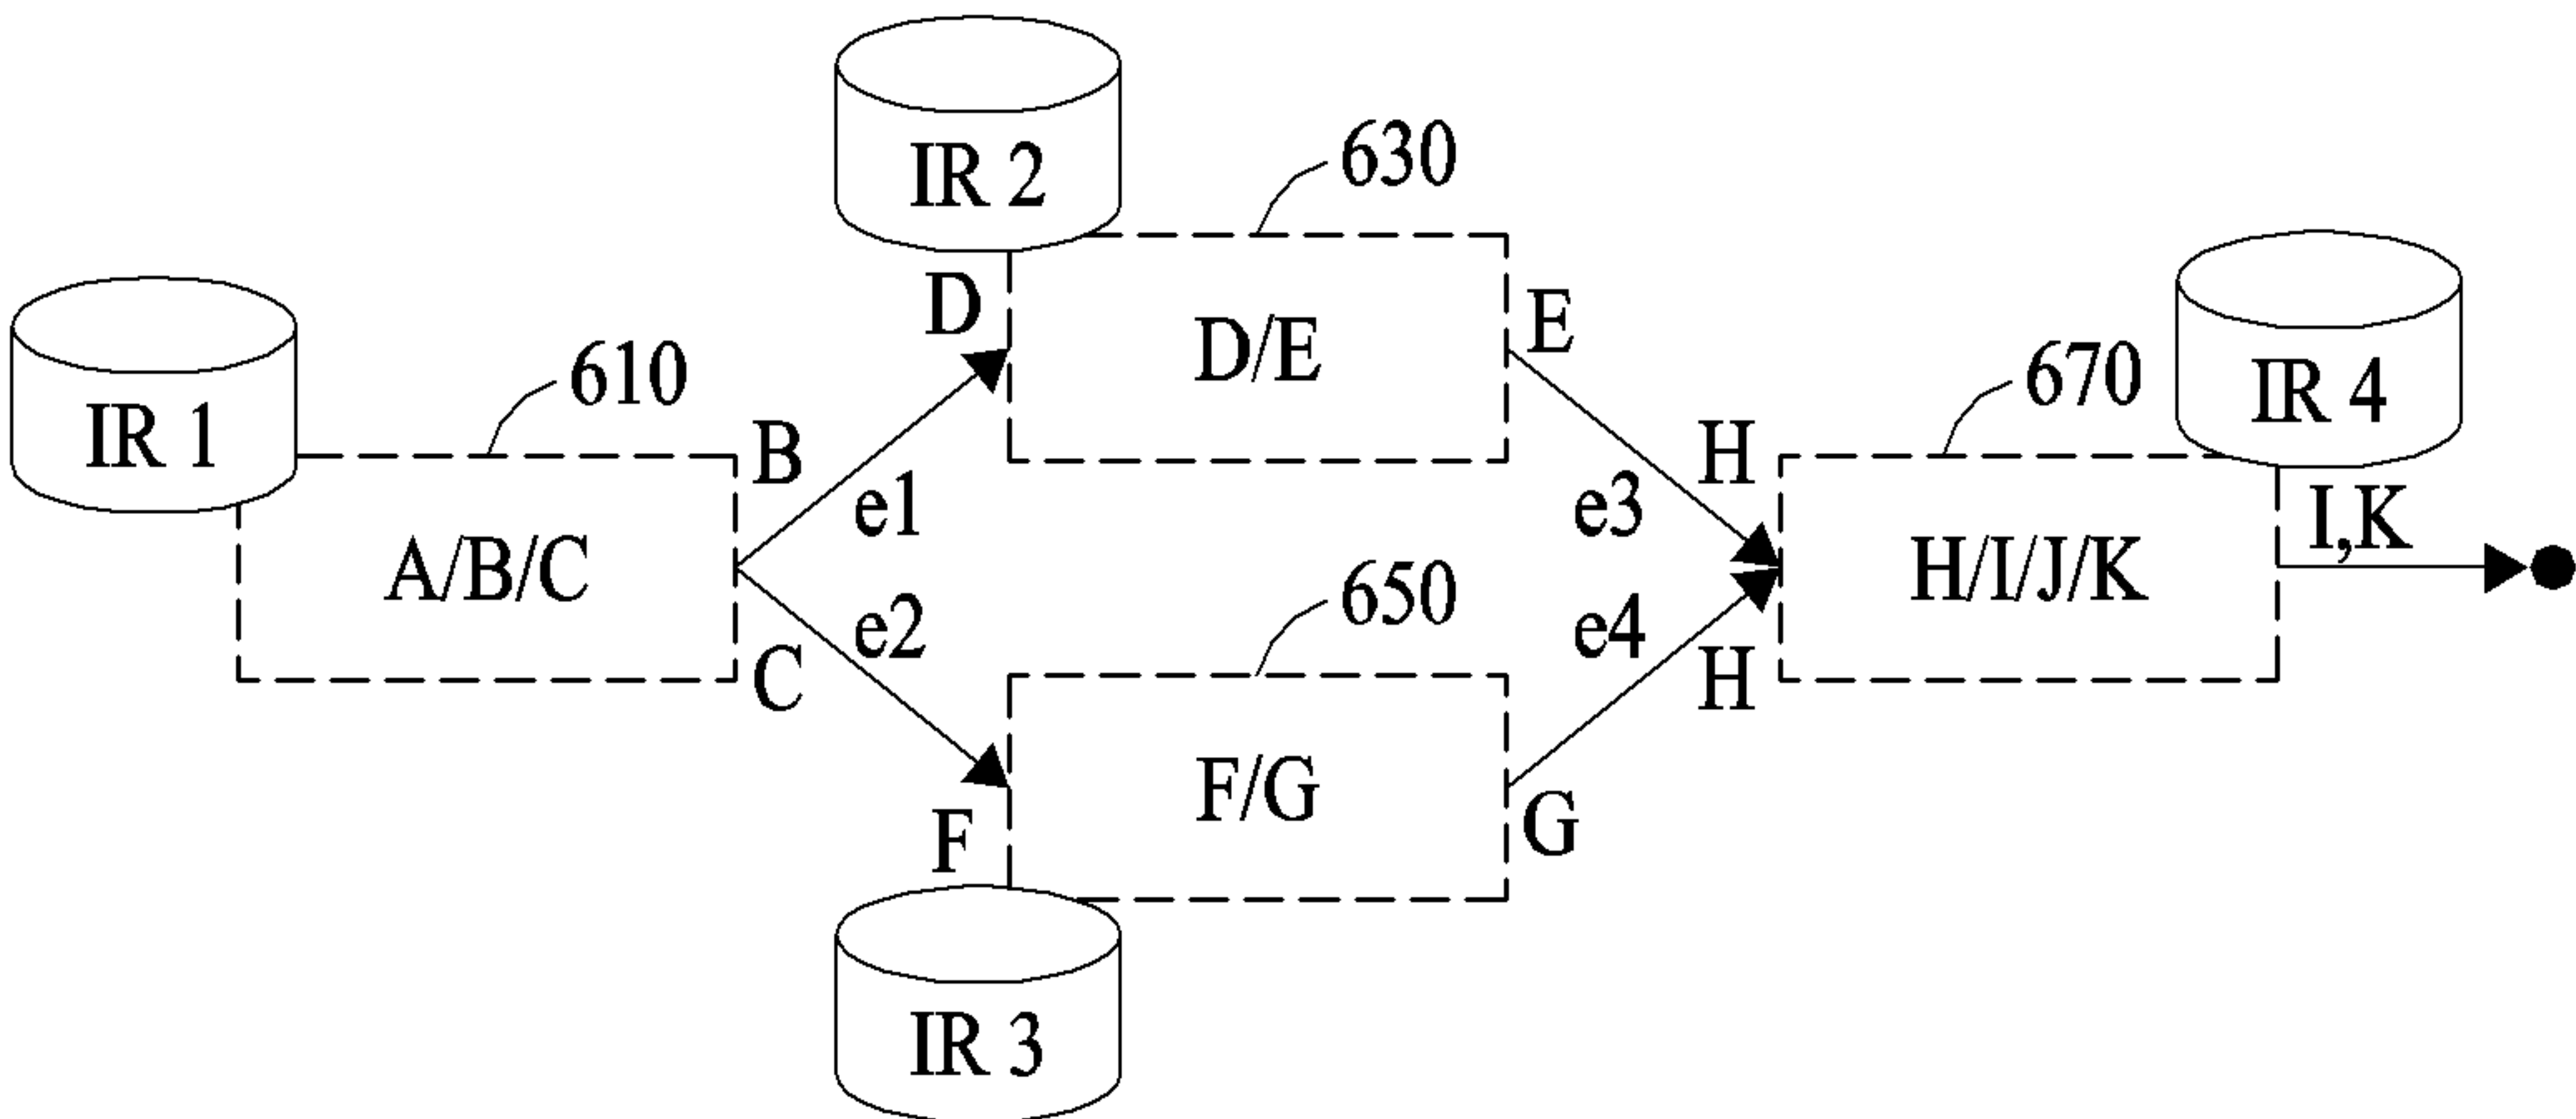 IR 2
630
D
D/E
E
IR 1
610
B
e1
A/B/C
H
e3
670
IR 4
H/I/J/K
I,K
e2
C
650
e4
H
F
F/G
G
IR 3